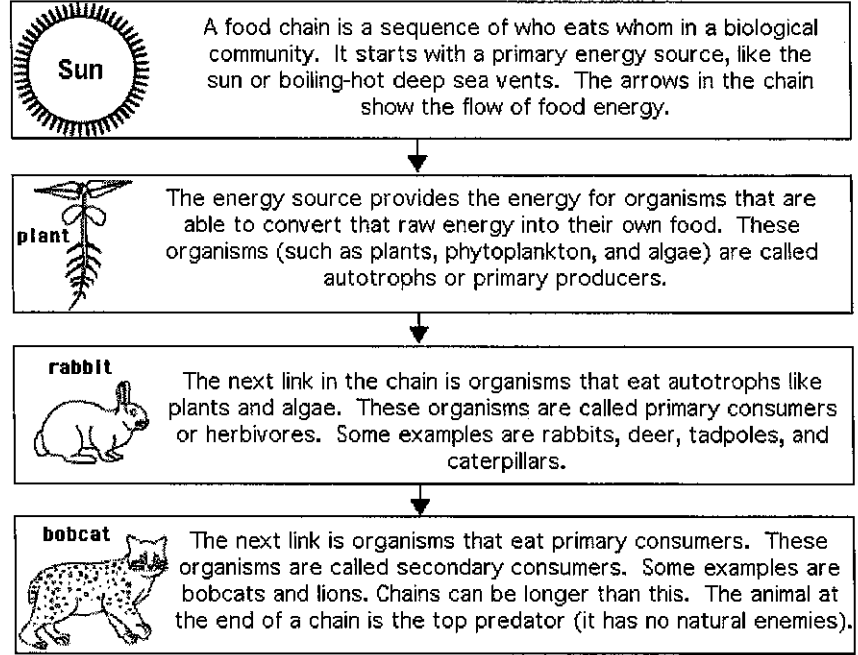 Sun
A food chain is a sequence of who eats whom in a biological
community. It starts with a primary energy source, like the
sun or boiling-hot deep sea vents. The arrows in the chain
show the flow of food energy.
plant
The energy source provides the energy for organisms that are
able to convert that raw energy into their own food. These
organisms (such as plants, phytoplankton, and algae) are called
autotrophs or primary producers.
rabbit
The next link in the chain is organisms that eat autotrophs like
plants and algae. These organisms are called primary consumers
or herbivores. Some examples are rabbits, deer, tadpoles, and
caterpillars.
bobcat
The next link is organisms that eat primary consumers. These
organisms are called secondary consumers. Some examples are
bobcats and lions. Chains can be longer than this. The animal at
the end of a chain is the top predator (it has no natural enemies).